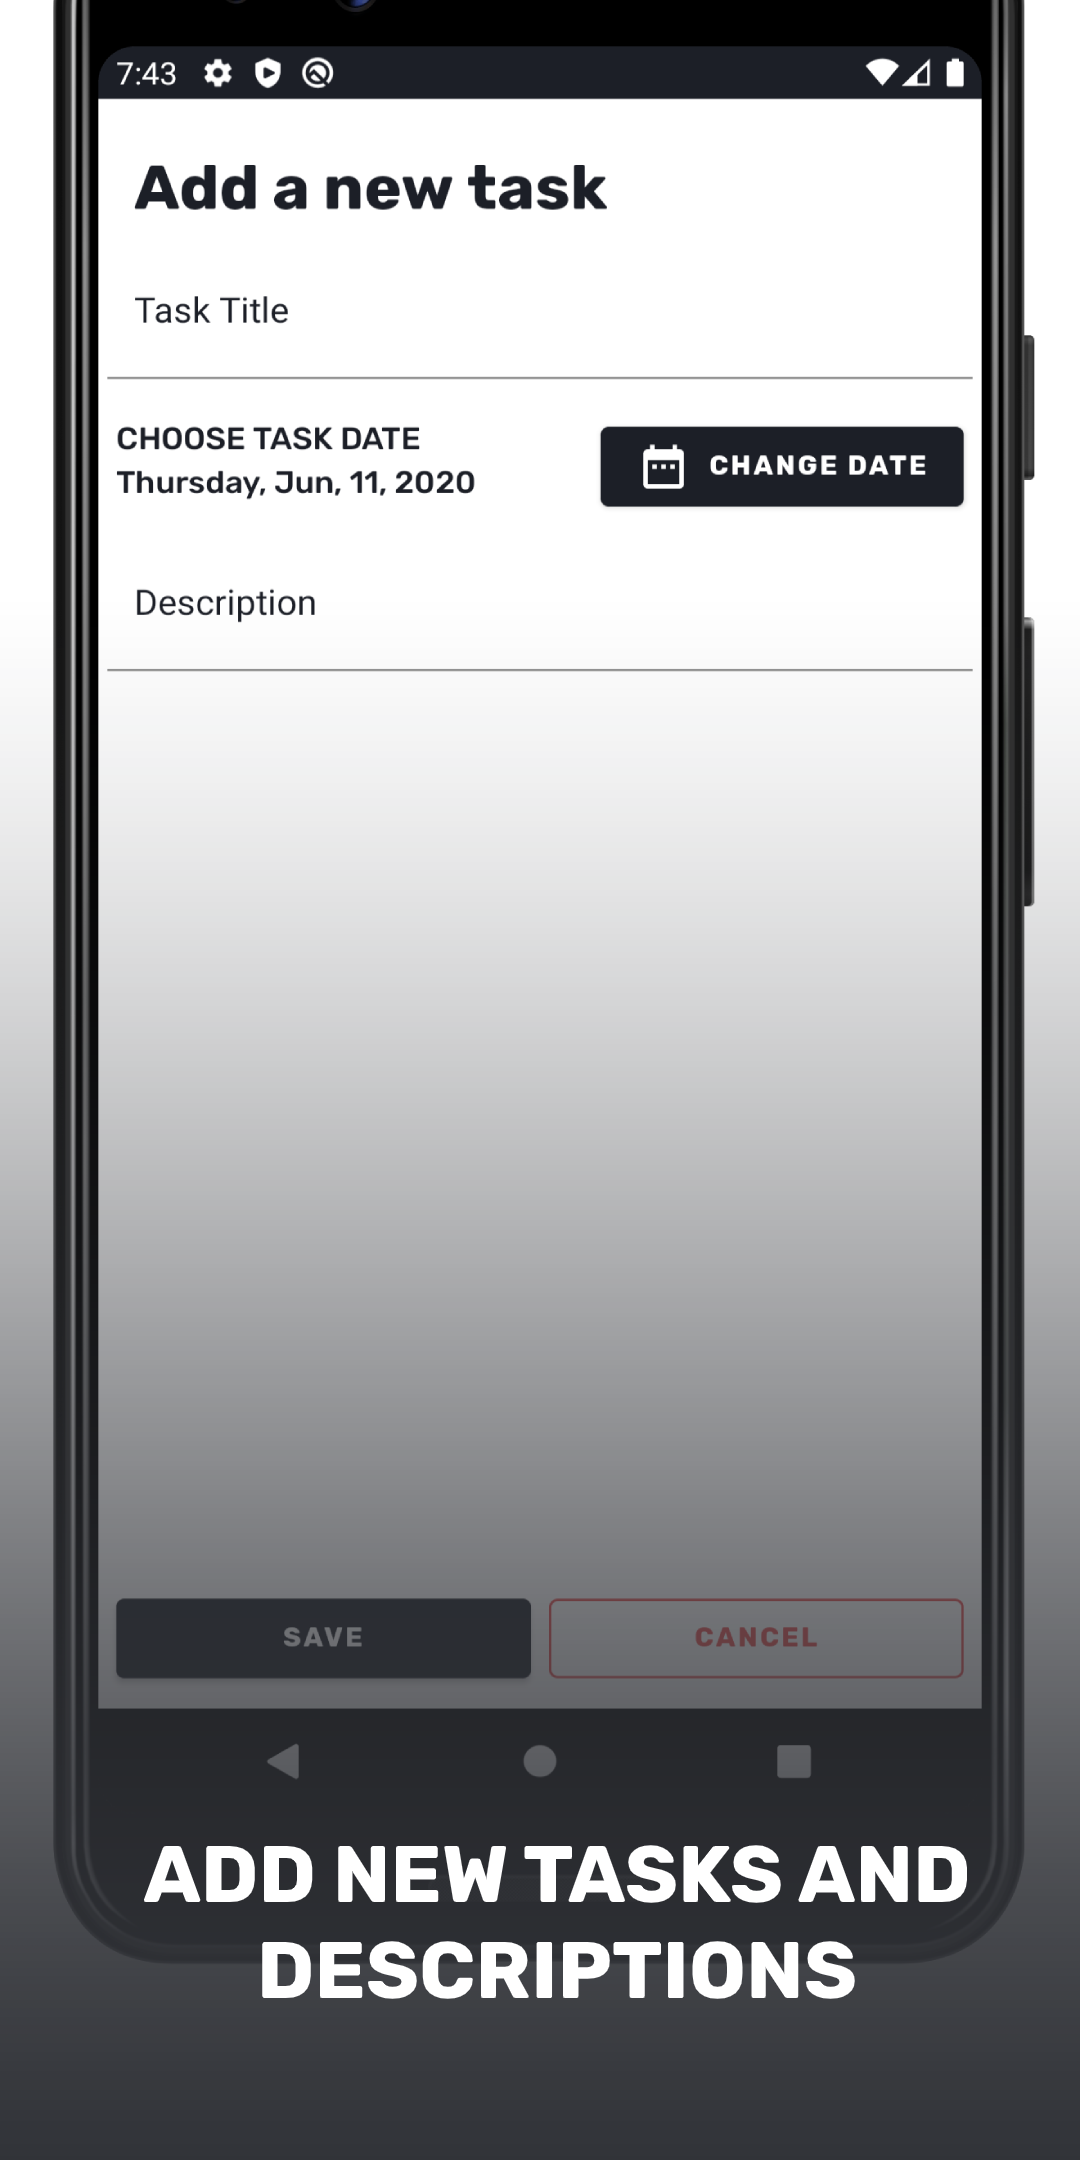 7:43
Add a new task
Task Title
CHOOSE TASK DATE
Thursday, Jun, 11, 2020
CHANGE DATE
Description
SAVE
CANCEL
ADD NEW TASKS AND
DESCRIPTIONS